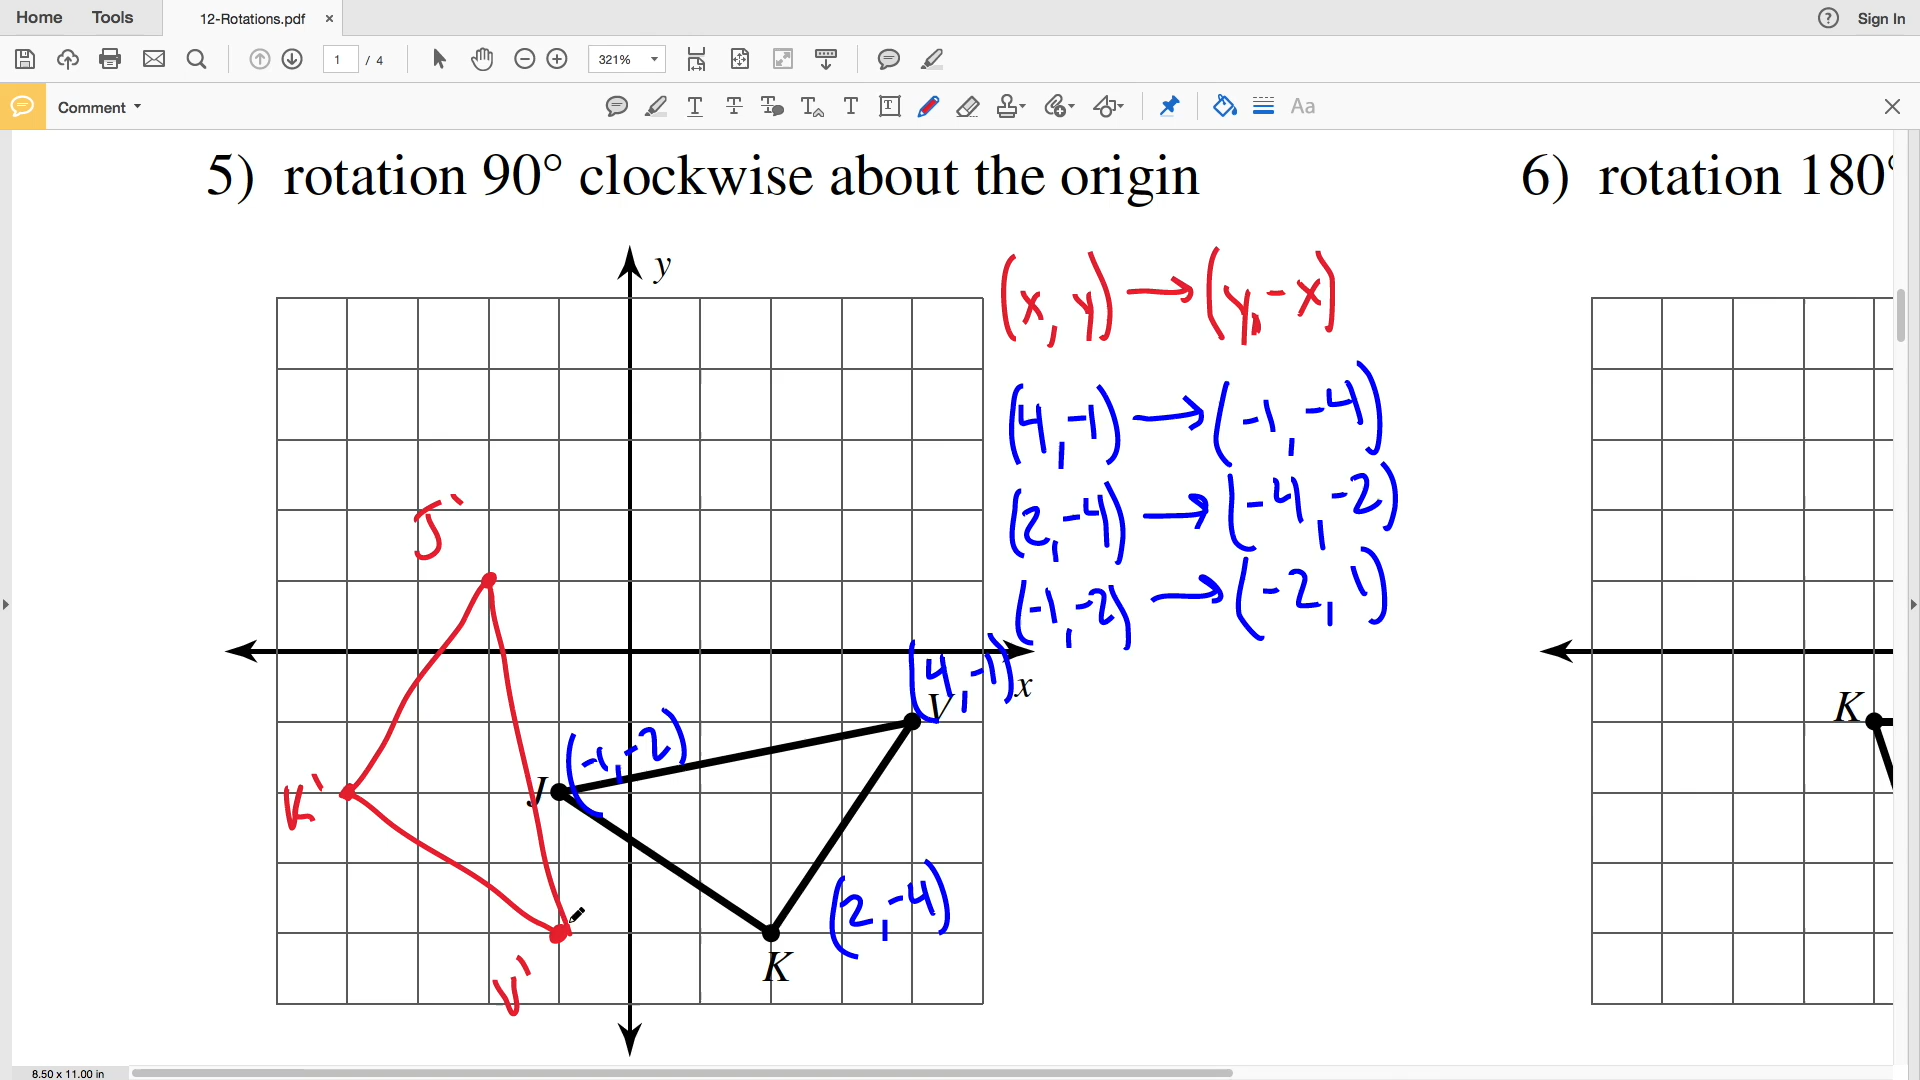 Home Tools 12-Rotations.pdf × ? Sign In
1 / 4 321%
Comment T T T T T T Aa
5) rotation 90° clockwise about the origin
6) rotation 180°
y
(x, y) → (y, -x)
(4, -1) → (-1, -4)
(2, -4) → (-4, -2)
(-1, -2) → (-2, 1)
J'
(4, -1)
x
V
K
(-1, -2)
J
K'
(2, -4)
K
V'
8.50 x 11.00 in